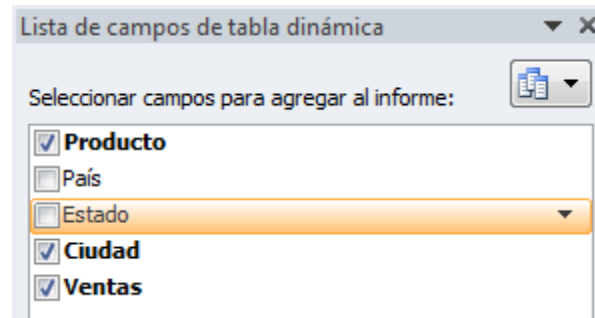 Lista de campos de tabla dinámica
Seleccionar campos para agregar al informe:
Producto
País
Estado
Ciudad
Ventas